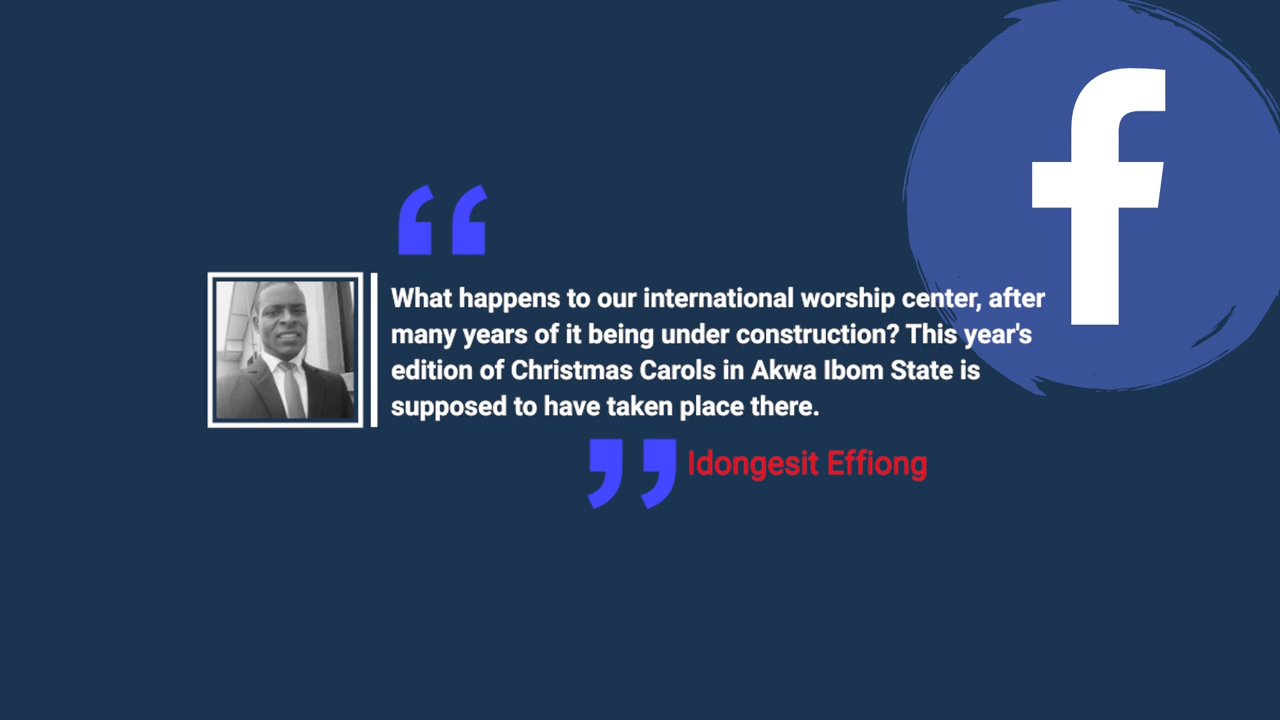 f
What happens to our international worship center, after
many years of it being under construction? This year's
edition of Christmas Carols in Akwa Ibom State is
supposed to have taken place there.
Idongesit Effiong